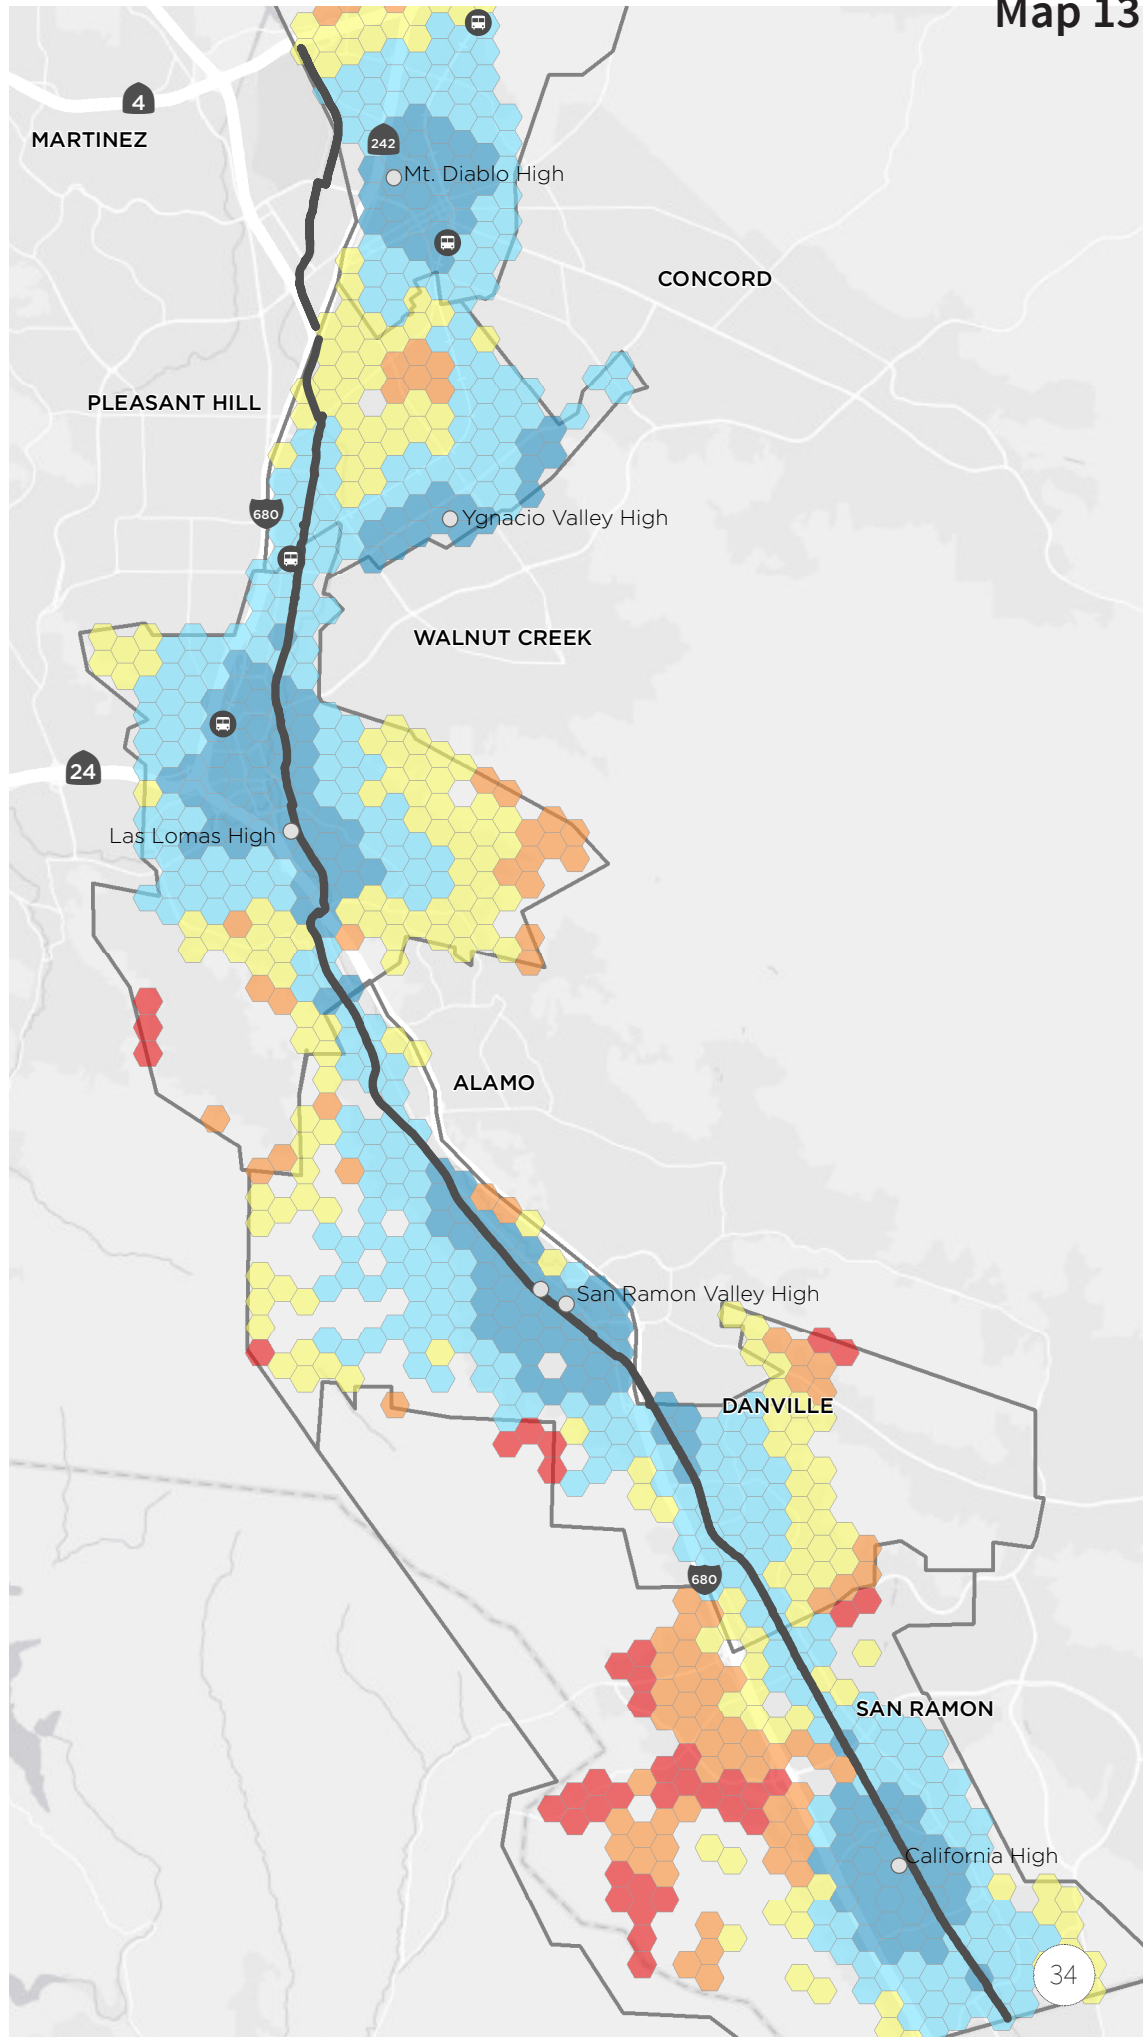 Map 13
4
MARTINEZ
242
Mt. Diablo High
CONCORD
PLEASANT HILL
680
Ygnacio Valley High
WALNUT CREEK
24
Las Lomas High
ALAMO
San Ramon Valley High
DANVILLE
680
SAN RAMON
California High
34